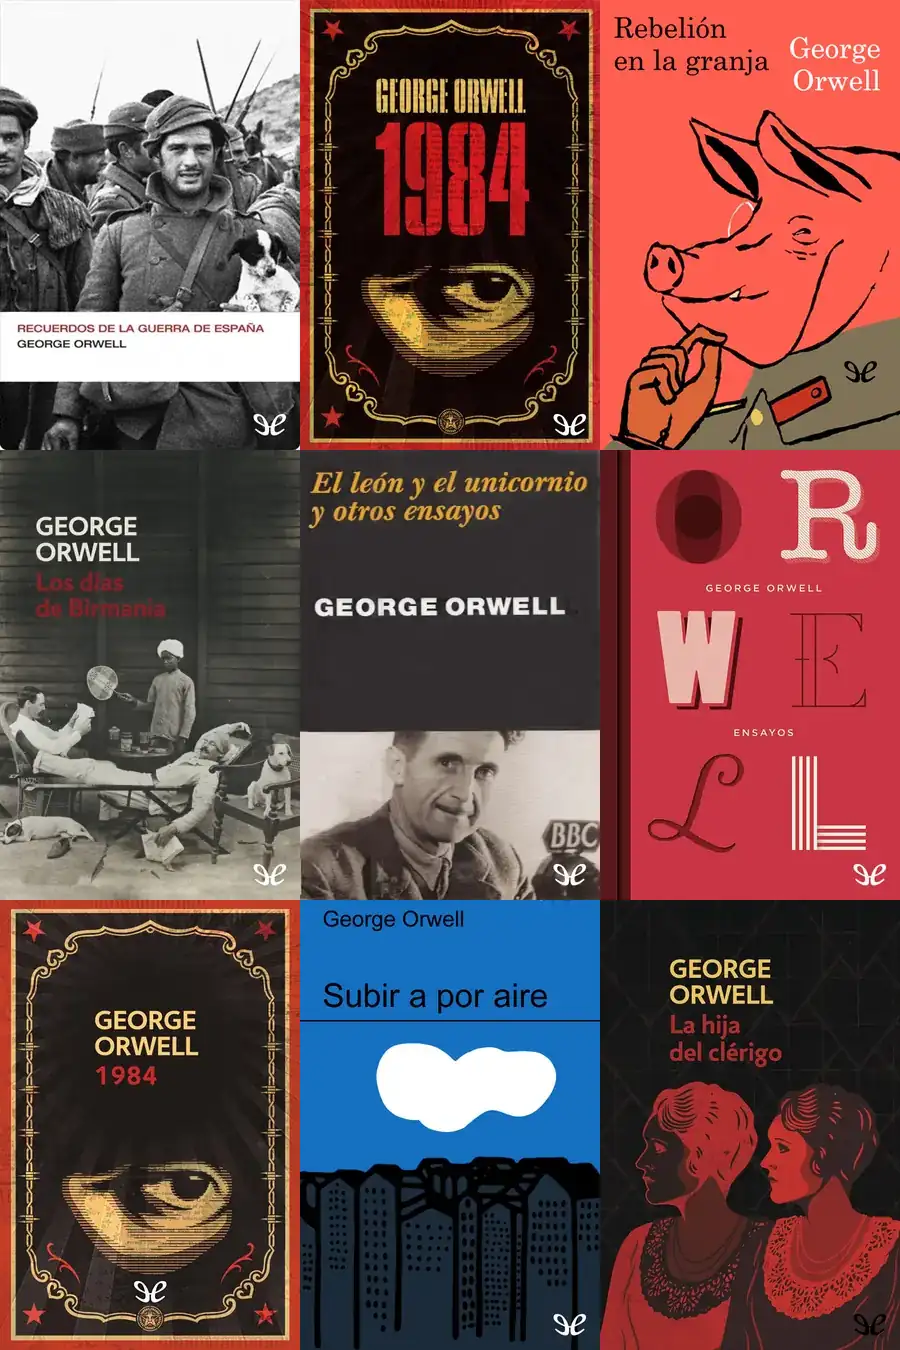 RECUERDOS DE LA GUERRA DE ESPAÑA
GEORGE ORWELL
GEORGE ORWELL
1984
Rebelión
en la granja
George
Orwell
GEORGE
ORWELL
Los días
de Birmania
El león y el unicornio
y otros ensayos
GEORGE ORWELL
BBC
O R
GEORGE ORWELL
W E
ENSAYOS
L L
GEORGE
ORWELL
1984
George Orwell
Subir a por aire
GEORGE
ORWELL
La hija
del clérigo